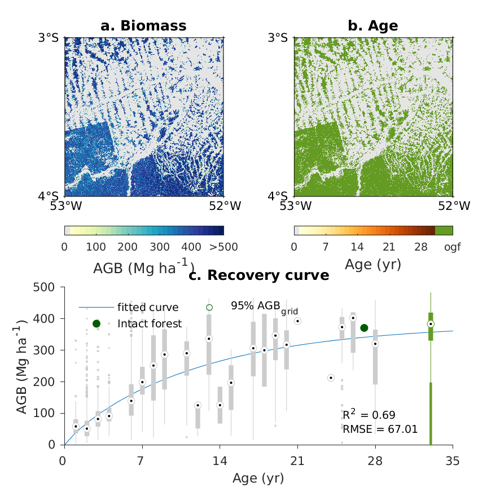 a. Biomass
b. Age
3°S
4°S
53°W
52°W
3°S
4°S
53°W
52°W
0 100 200 300 400 >500
AGB (Mg ha-1)
0 7 14 21 28 ogf
Age (yr)
c. Recovery curve
500
400
300
200
100
0
AGB (Mg ha-1)
fitted curve
Intact forest
95% AGBgrid
R2 = 0.69
RMSE = 67.01
0 7 14 21 28 35
Age (yr)